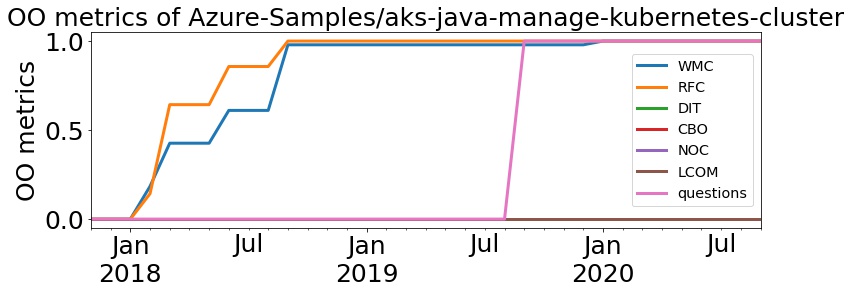 OO metrics of Azure-Samples/aks-java-manage-kubernetes-cluster
OO metrics
1.0
0.5
0.0
WMC
RFC
DIT
CBO
NOC
LCOM
questions
Jan Jul Jan Jul Jan Jul
2018 2019 2020